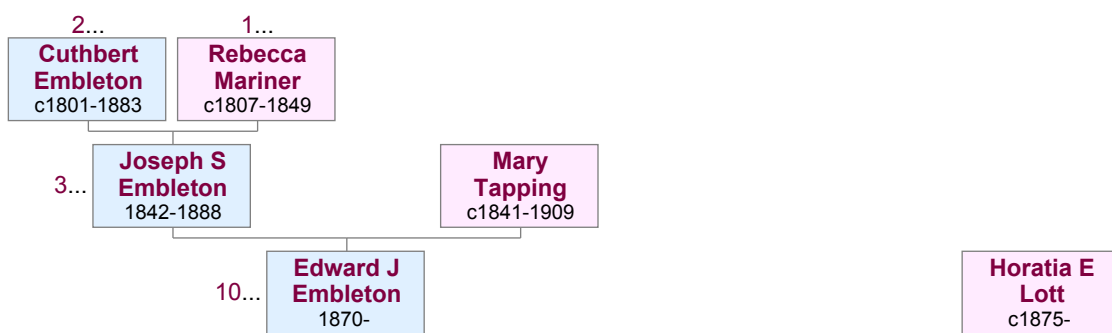 2...
1...
Cuthbert
Embleton
c1801-1883
Rebecca
Mariner
c1807-1849
3...
Joseph S
Embleton
1842-1888
Mary
Tapping
c1841-1909
10...
Edward J
Embleton
1870-
Horatia E
Lott
c1875-